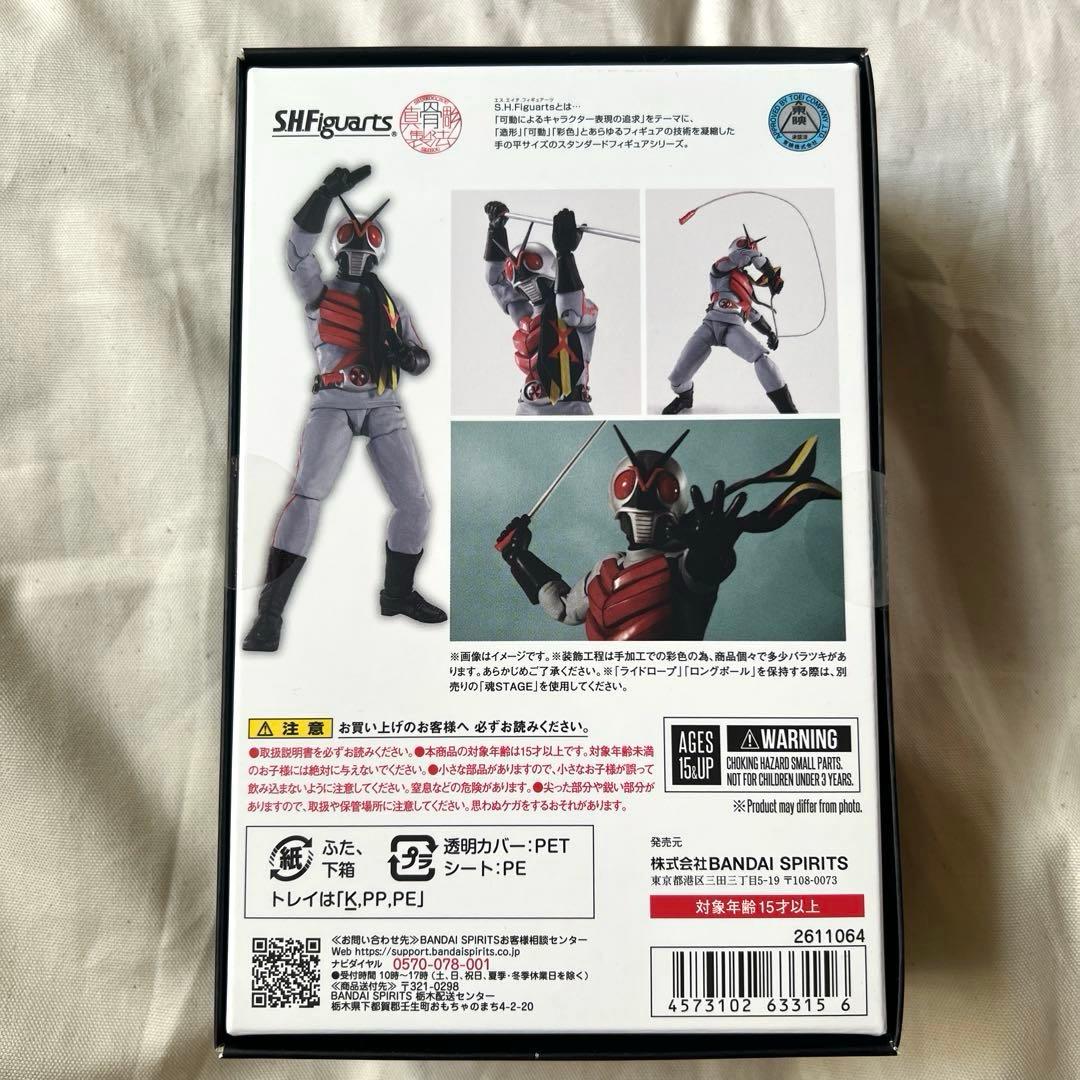 S.H.Figuarts®
真骨彫製法
エス エイチ フィギュアーツ
S.H.Figuartsとは…
「可動によるキャラクター表現の追求」をテーマに、
「造形」「可動」「彩色」とあらゆるフィギュアの技術を凝縮した
手の平サイズのスタンダードフィギュアシリーズ。
APPROVED BY TOEI COMPANY,LTD.
東映
承認済
東映株式会社
※画像はイメージです。※装飾工程は手加工での彩色の為、商品個々で多少バラツキがあ
ります。あらかじめご了承ください。※「ライドロープ」「ロングポール」を保持する際は、別
売りの「魂STAGE」を使用してください。
注意 お買い上げのお客様へ 必ずお読みください。
●取扱説明書を必ずお読みください。●本商品の対象年齢は15才以上です。対象年齢未満
のお子様には絶対に与えないでください。●小さな部品がありますので、小さなお子様が誤って
飲み込まないように注意してください。窒息などの危険があります。●尖った部分や鋭い部分が
ありますので、取扱や保管場所に注意してください。思わぬケガをするおそれがあります。
AGES
15&UP
WARNING
CHOKING HAZARD SMALL PARTS.
NOT FOR CHILDREN UNDER 3 YEARS.
※Product may differ from photo.
紙
ふた、
下箱
プラ
透明カバー:PET
シート:PE
トレイは「K,PP,PE」
発売元
株式会社BANDAI SPIRITS
東京都港区三田三丁目5-19 〒108-0073
対象年齢15才以上
≪お問い合わせ先≫BANDAI SPIRITSお客様相談センター
Web https://support.bandaispirits.co.jp
ナビダイヤル 0570-078-001
●受付時間 10時〜17時(土、日、祝日、夏季・冬季休業日を除く)
≪商品送付先≫ 〒321-0298
BANDAI SPIRITS 栃木配送センター
栃木県下都賀郡壬生町おもちゃのまち4-2-20
2611064
4573102 63315 6